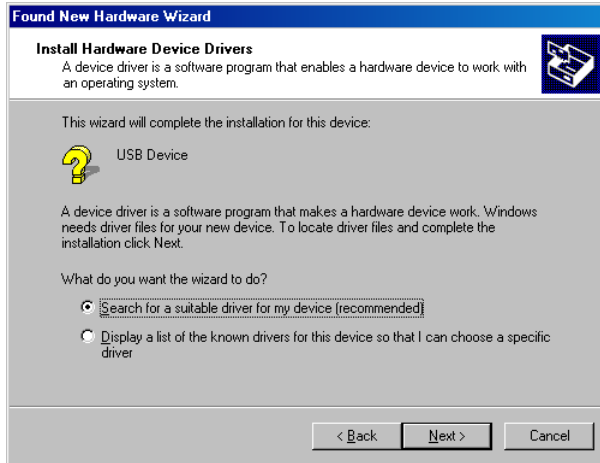 Found New Hardware Wizard
Install Hardware Device Drivers
A device driver is a software program that enables a hardware device to work with
an operating system.
This wizard will complete the installation for this device:
USB Device
A device driver is a software program that makes a hardware device work. Windows
needs driver files for your new device. To locate driver files and complete the
installation click Next.
What do you want the wizard to do?
Search for a suitable driver for my device (recommended)
Display a list of the known drivers for this device so that I can choose a specific
driver
< Back
Next >
Cancel